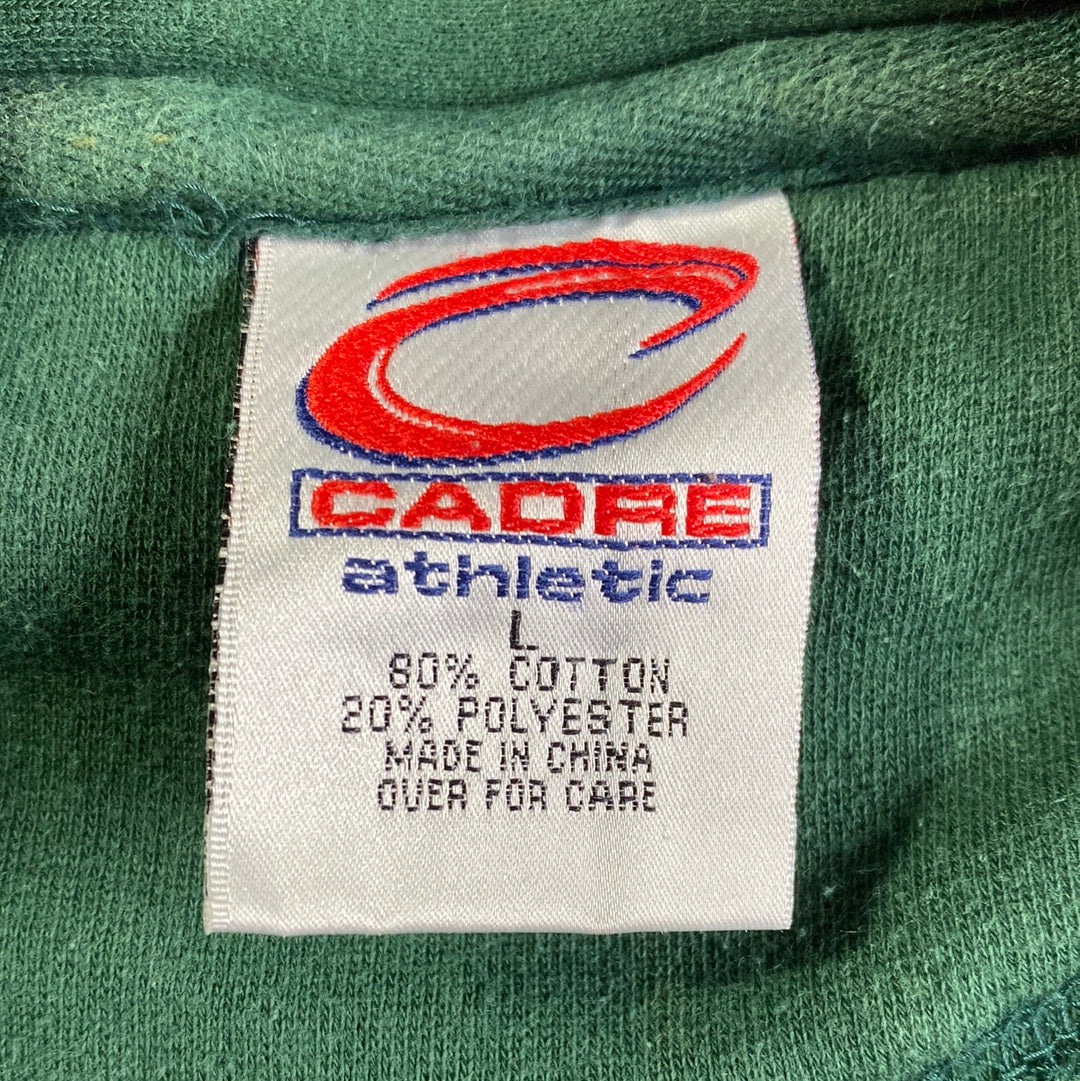 CADRE
athletic
L
80% COTTON
20% POLYESTER
MADE IN CHINA
OVER FOR CARE